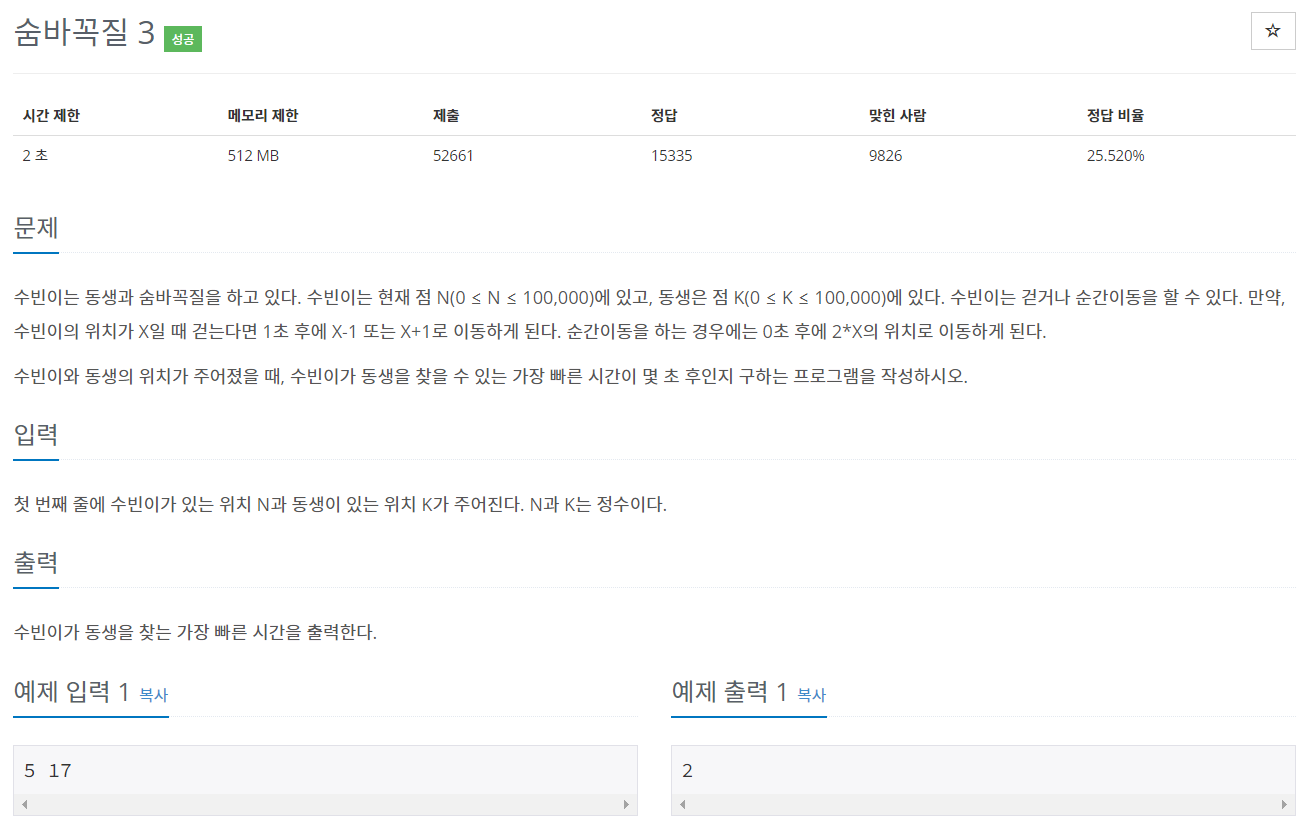 숨바꼭질 3 성공
☆
시간 제한 메모리 제한 제출 정답 맞힌 사람 정답 비율
2 초 512 MB 52661 15335 9826 25.520%
문제
수빈이는 동생과 숨바꼭질을 하고 있다. 수빈이는 현재 점 N(0 ≤ N ≤ 100,000)에 있고, 동생은 점 K(0 ≤ K ≤ 100,000)에 있다. 수빈이는 걷거나 순간이동을 할 수 있다. 만약,
수빈이의 위치가 X일 때 걷는다면 1초 후에 X-1 또는 X+1로 이동하게 된다. 순간이동을 하는 경우에는 0초 후에 2*X의 위치로 이동하게 된다.
수빈이와 동생의 위치가 주어졌을 때, 수빈이가 동생을 찾을 수 있는 가장 빠른 시간이 몇 초 후인지 구하는 프로그램을 작성하시오.
입력
첫 번째 줄에 수빈이가 있는 위치 N과 동생이 있는 위치 K가 주어진다. N과 K는 정수이다.
출력
수빈이가 동생을 찾는 가장 빠른 시간을 출력한다.
예제 입력 1 복사
5 17
예제 출력 1 복사
2